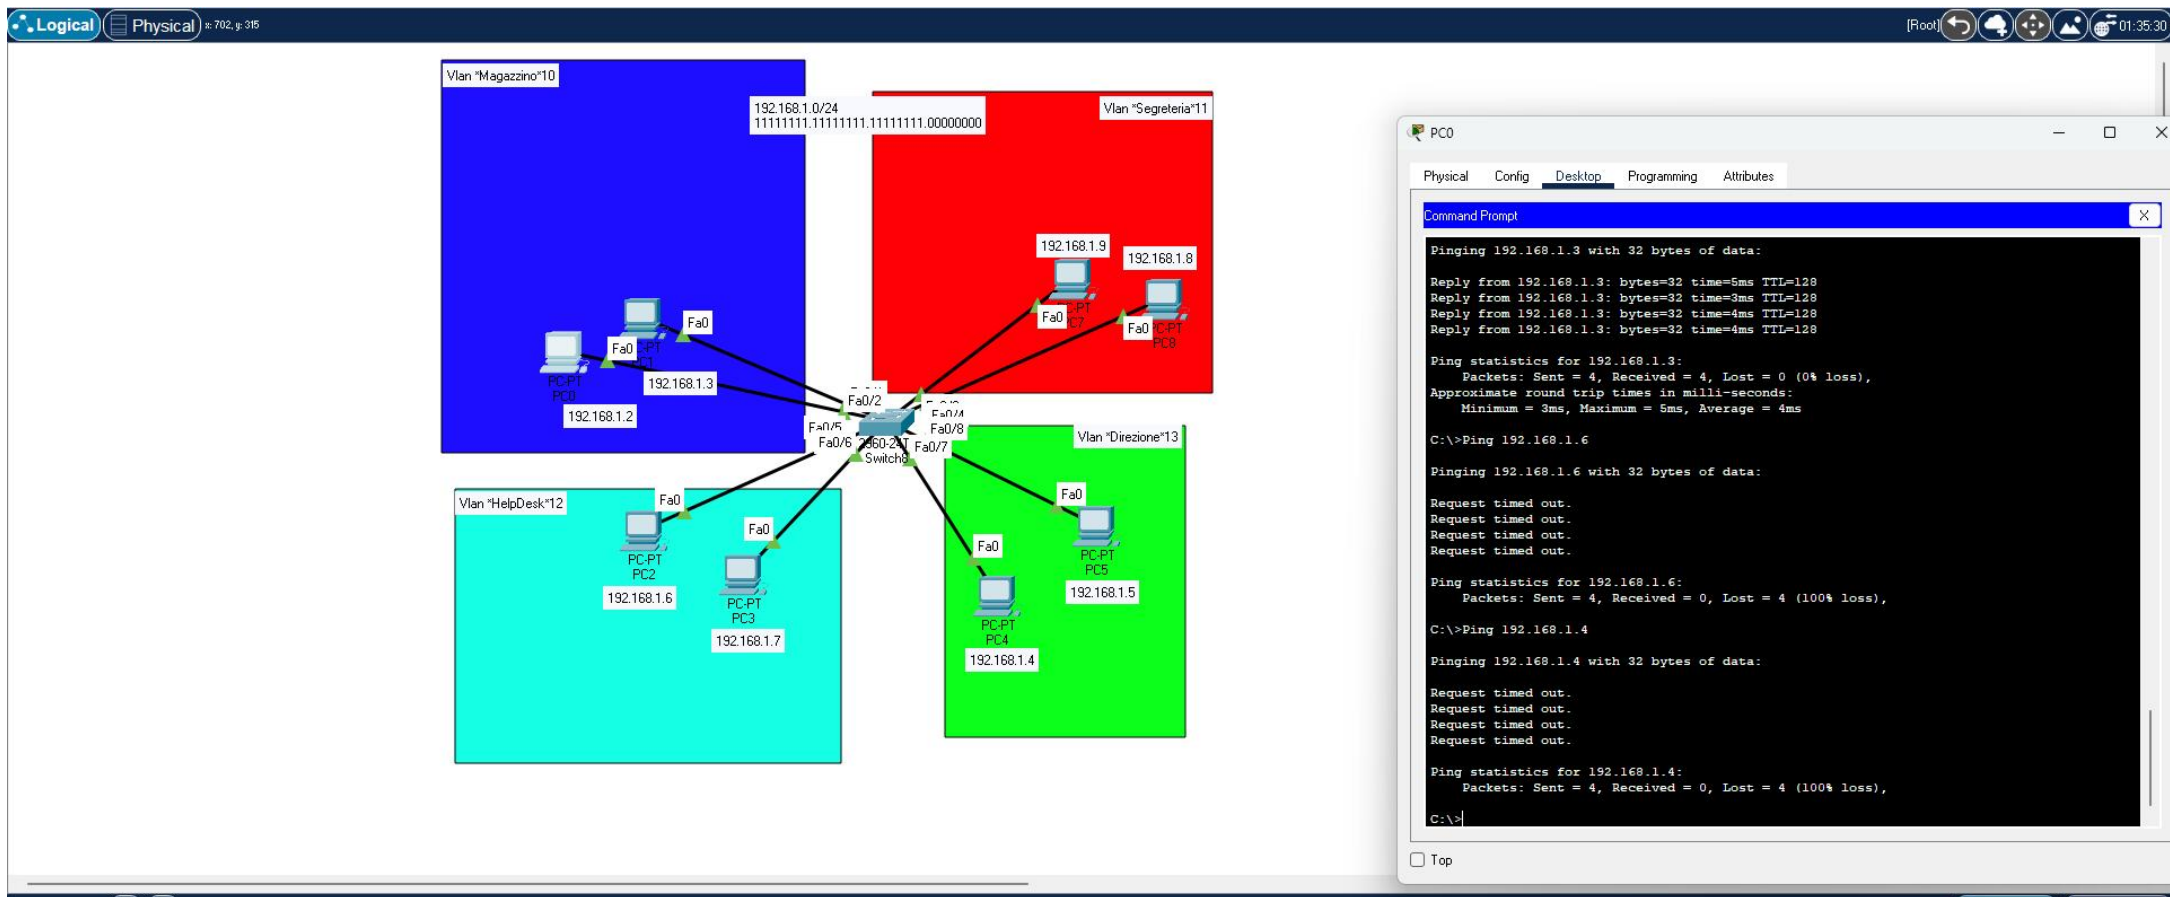 Logical Physical x: 702, y: 315
[Root] 01:35:30
Vlan "Magazzino"10
192.168.1.0/24
11111111.11111111.11111111.00000000
Vlan "Segreteria"11
192.168.1.9
192.168.1.8
Fa0
PC7
Fa0
PC-PT
PC8
Fa0
Fa0
PC-PT
PC1
192.168.1.3
PC-PT
PC0
192.168.1.2
Fa0/2
Fa0/4
Fa0/5
Fa0/8
Fa0/6
Fa0/7
2960-24T
Switch8
Vlan "HelpDesk"12
Fa0
PC-PT
PC2
192.168.1.6
Fa0
PC-PT
PC3
192.168.1.7
Vlan "Direzione"13
Fa0
PC-PT
PC5
192.168.1.5
Fa0
PC-PT
PC4
192.168.1.4
PC0
Physical Config Desktop Programming Attributes
Command Prompt X
Pinging 192.168.1.3 with 32 bytes of data:
Reply from 192.168.1.3: bytes=32 time=5ms TTL=128
Reply from 192.168.1.3: bytes=32 time=3ms TTL=128
Reply from 192.168.1.3: bytes=32 time=4ms TTL=128
Reply from 192.168.1.3: bytes=32 time=4ms TTL=128
Ping statistics for 192.168.1.3:
Packets: Sent = 4, Received = 4, Lost = 0 (0% loss),
Approximate round trip times in milli-seconds:
Minimum = 3ms, Maximum = 5ms, Average = 4ms
C:\>Ping 192.168.1.6
Pinging 192.168.1.6 with 32 bytes of data:
Request timed out.
Request timed out.
Request timed out.
Request timed out.
Ping statistics for 192.168.1.6:
Packets: Sent = 4, Received = 0, Lost = 4 (100% loss),
C:\>Ping 192.168.1.4
Pinging 192.168.1.4 with 32 bytes of data:
Request timed out.
Request timed out.
Request timed out.
Request timed out.
Ping statistics for 192.168.1.4:
Packets: Sent = 4, Received = 0, Lost = 4 (100% loss),
C:\>
Top